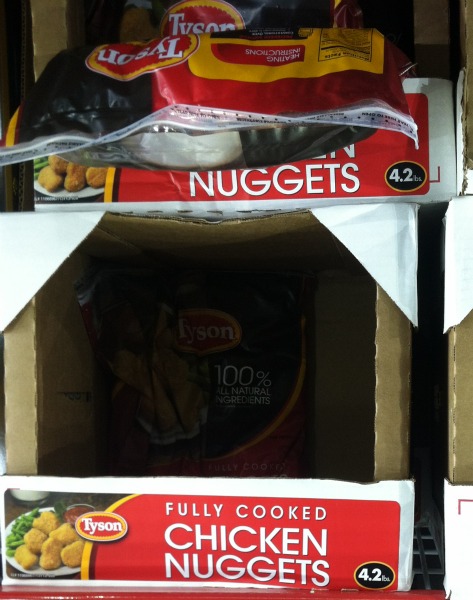 Tyson
Tyson
HEATING
INSTRUCTIONS
NUGGETS
4.2 lbs.
Tyson
100%
ALL NATURAL
INGREDIENTS
FULLY COOKED
Tyson
FULLY COOKED
CHICKEN
NUGGETS
4.2 lbs.